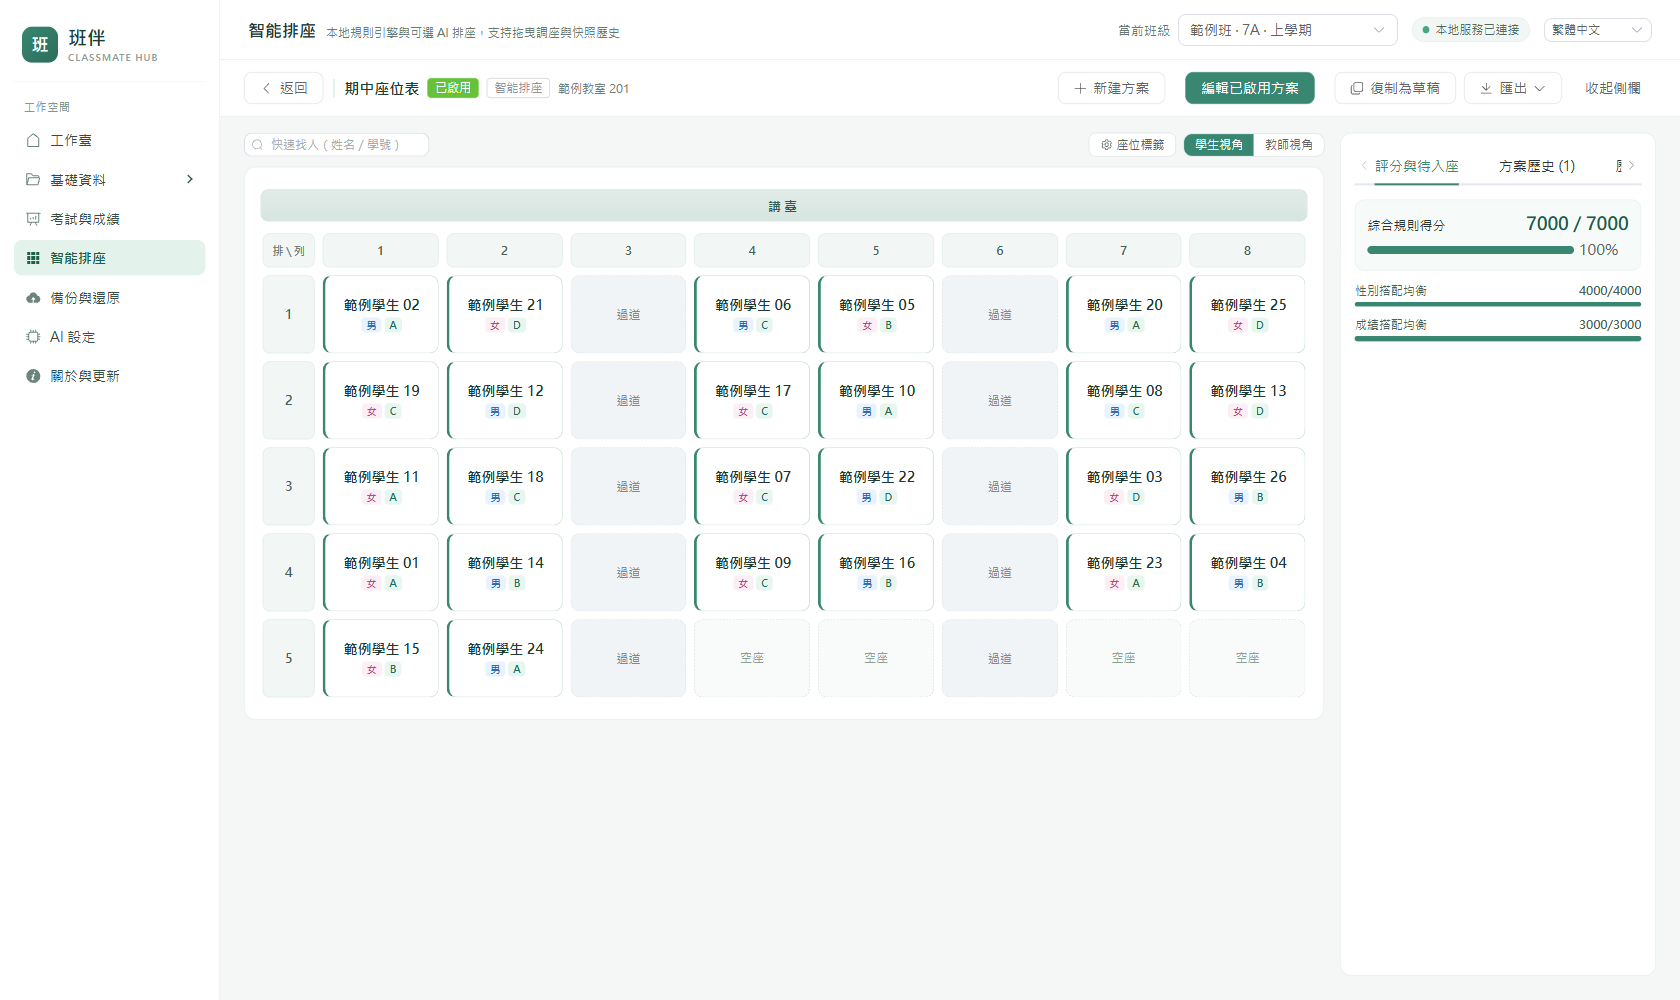 班 班伴
CLASSMATE HUB
工作空間
工作臺
基礎資料
考試與成績
智能排座
備份與還原
AI 設定
關於與更新
智能排座 本地規則引擎與可選 AI 排座，支持拖曳調座與快照歷史
當前班級 範例班 · 7A · 上學期 本地服務已連接 繁體中文
返回 期中座位表 已啟用 智能排座 範例教室 201 新建方案 編輯已啟用方案 復制為草稿 匯出 收起側欄
快速找人（姓名 / 學號） 座位標籤 學生視角 教師視角
講臺
排 \ 列 1 2 3 4 5 6 7 8
1 範例學生 02 範例學生 21 過道 範例學生 06 範例學生 05 過道 範例學生 20 範例學生 25
男 A 女 D 男 C 女 B 男 A 女 D
2 範例學生 19 範例學生 12 過道 範例學生 17 範例學生 10 過道 範例學生 08 範例學生 13
女 C 男 D 女 C 男 A 男 C 女 D
3 範例學生 11 範例學生 18 過道 範例學生 07 範例學生 22 過道 範例學生 03 範例學生 26
女 A 男 C 女 C 男 D 女 D 男 B
4 範例學生 01 範例學生 14 過道 範例學生 09 範例學生 16 過道 範例學生 23 範例學生 04
女 A 男 B 女 C 男 B 女 A 男 B
5 範例學生 15 範例學生 24 過道 空座 空座 過道 空座 空座
女 B 男 A
評分與待入座 方案歷史 (1)
綜合規則得分 7000 / 7000
100%
性別搭配均衡 4000/4000
成績搭配均衡 3000/3000